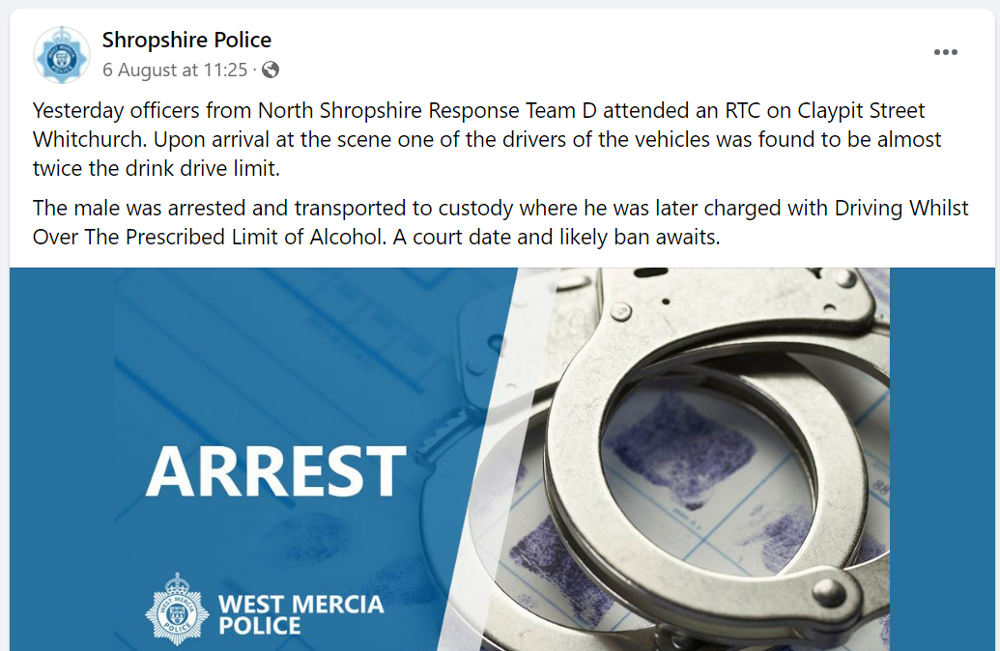 Shropshire Police
6 August at 11:25 ·
Yesterday officers from North Shropshire Response Team D attended an RTC on Claypit Street
Whitchurch. Upon arrival at the scene one of the drivers of the vehicles was found to be almost
twice the drink drive limit.
The male was arrested and transported to custody where he was later charged with Driving Whilst
Over The Prescribed Limit of Alcohol. A court date and likely ban awaits.
ARREST
WEST MERCIA
POLICE
WEST MERCIA
POLICE